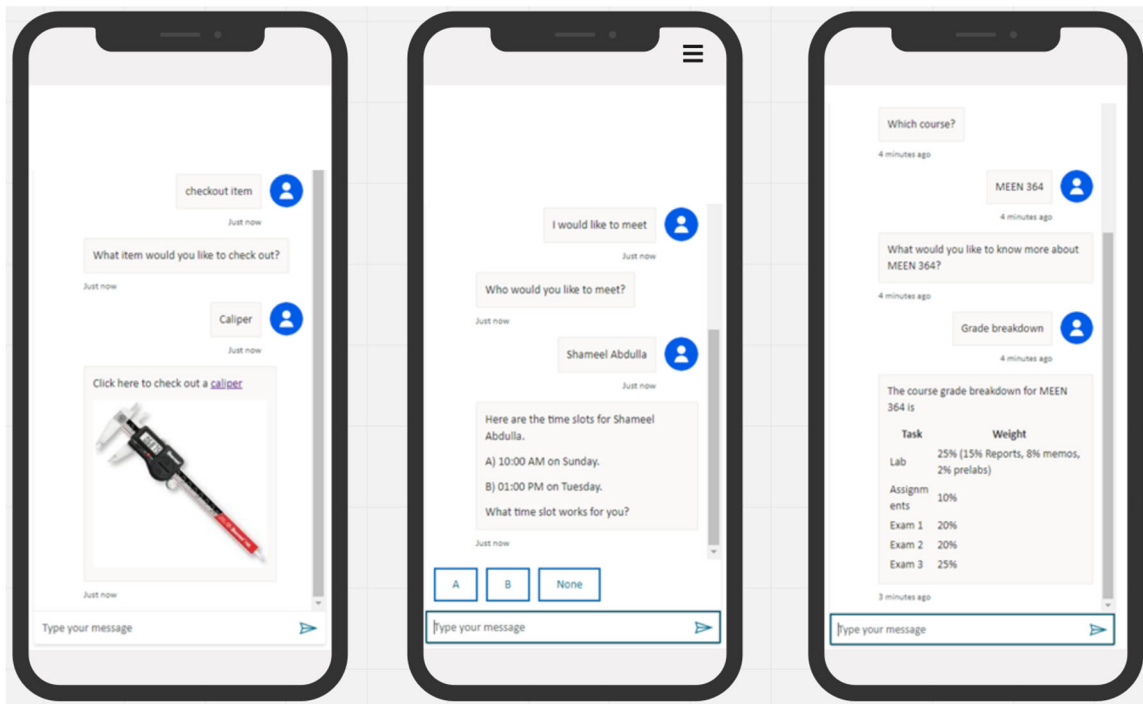 checkout item
Just now
What item would you like to check out?
Just now
Caliper
Just now
Click here to check out a caliper
Just now
Type your message
I would like to meet
Just now
Who would you like to meet?
Just now
Shameel Abdulla
Just now
Here are the time slots for Shameel
Abdulla.
A) 10:00 AM on Sunday.
B) 01:00 PM on Tuesday.
What time slot works for you?
Just now
A B None
Type your message
Which course?
4 minutes ago
MEEN 364
4 minutes ago
What would you like to know more about
MEEN 364?
4 minutes ago
Grade breakdown
4 minutes ago
The course grade breakdown for MEEN
364 is
Task Weight
Lab 25% (15% Reports, 8% memos,
2% prelabs)
Assignm
ents 10%
Exam 1 20%
Exam 2 20%
Exam 3 25%
3 minutes ago
Type your message